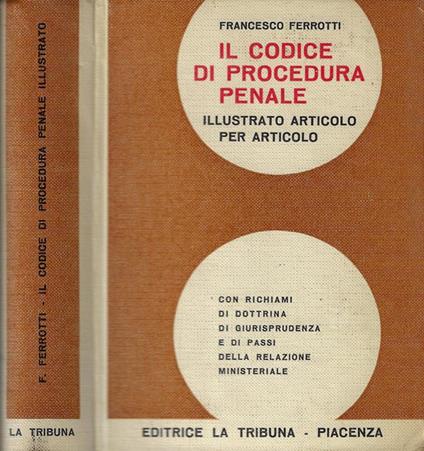 F. FERROTTI - IL CODICE DI PROCEDURA PENALE ILLUSTRATO
LA TRIBUNA
FRANCESCO FERROTTI
IL CODICE
DI PROCEDURA
PENALE
ILLUSTRATO ARTICOLO
PER ARTICOLO
CON RICHIAMI
DI DOTTRINA
DI GIURISPRUDENZA
E DI PASSI
DELLA RELAZIONE
MINISTERIALE
EDITRICE LA TRIBUNA - PIACENZA